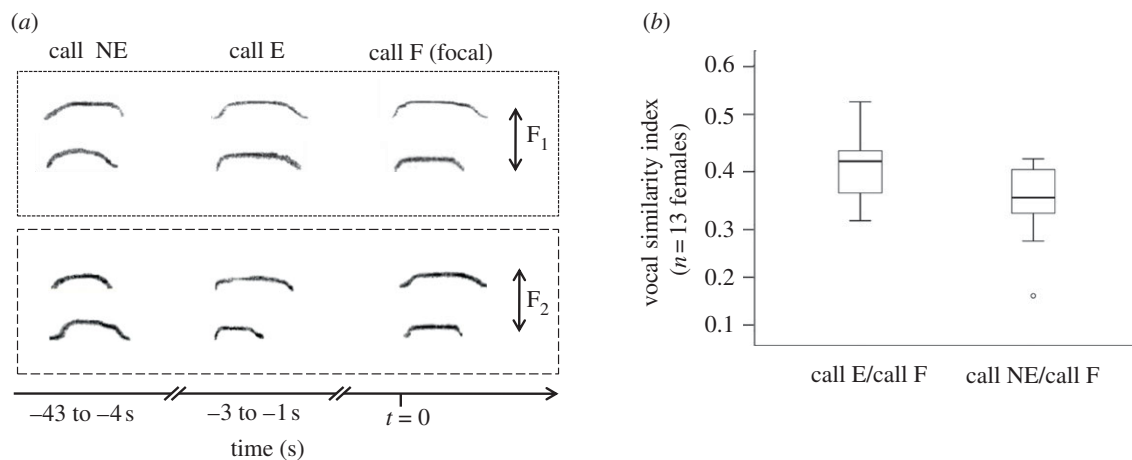 (a)
call NE call E call F (focal)
F1
F2
–43 to –4 s –3 to –1 s t = 0
time (s)
(b)
vocal similarity index
(n = 13 females)
0.6
0.5
0.4
0.3
0.2
0.1
call E/call F call NE/call F